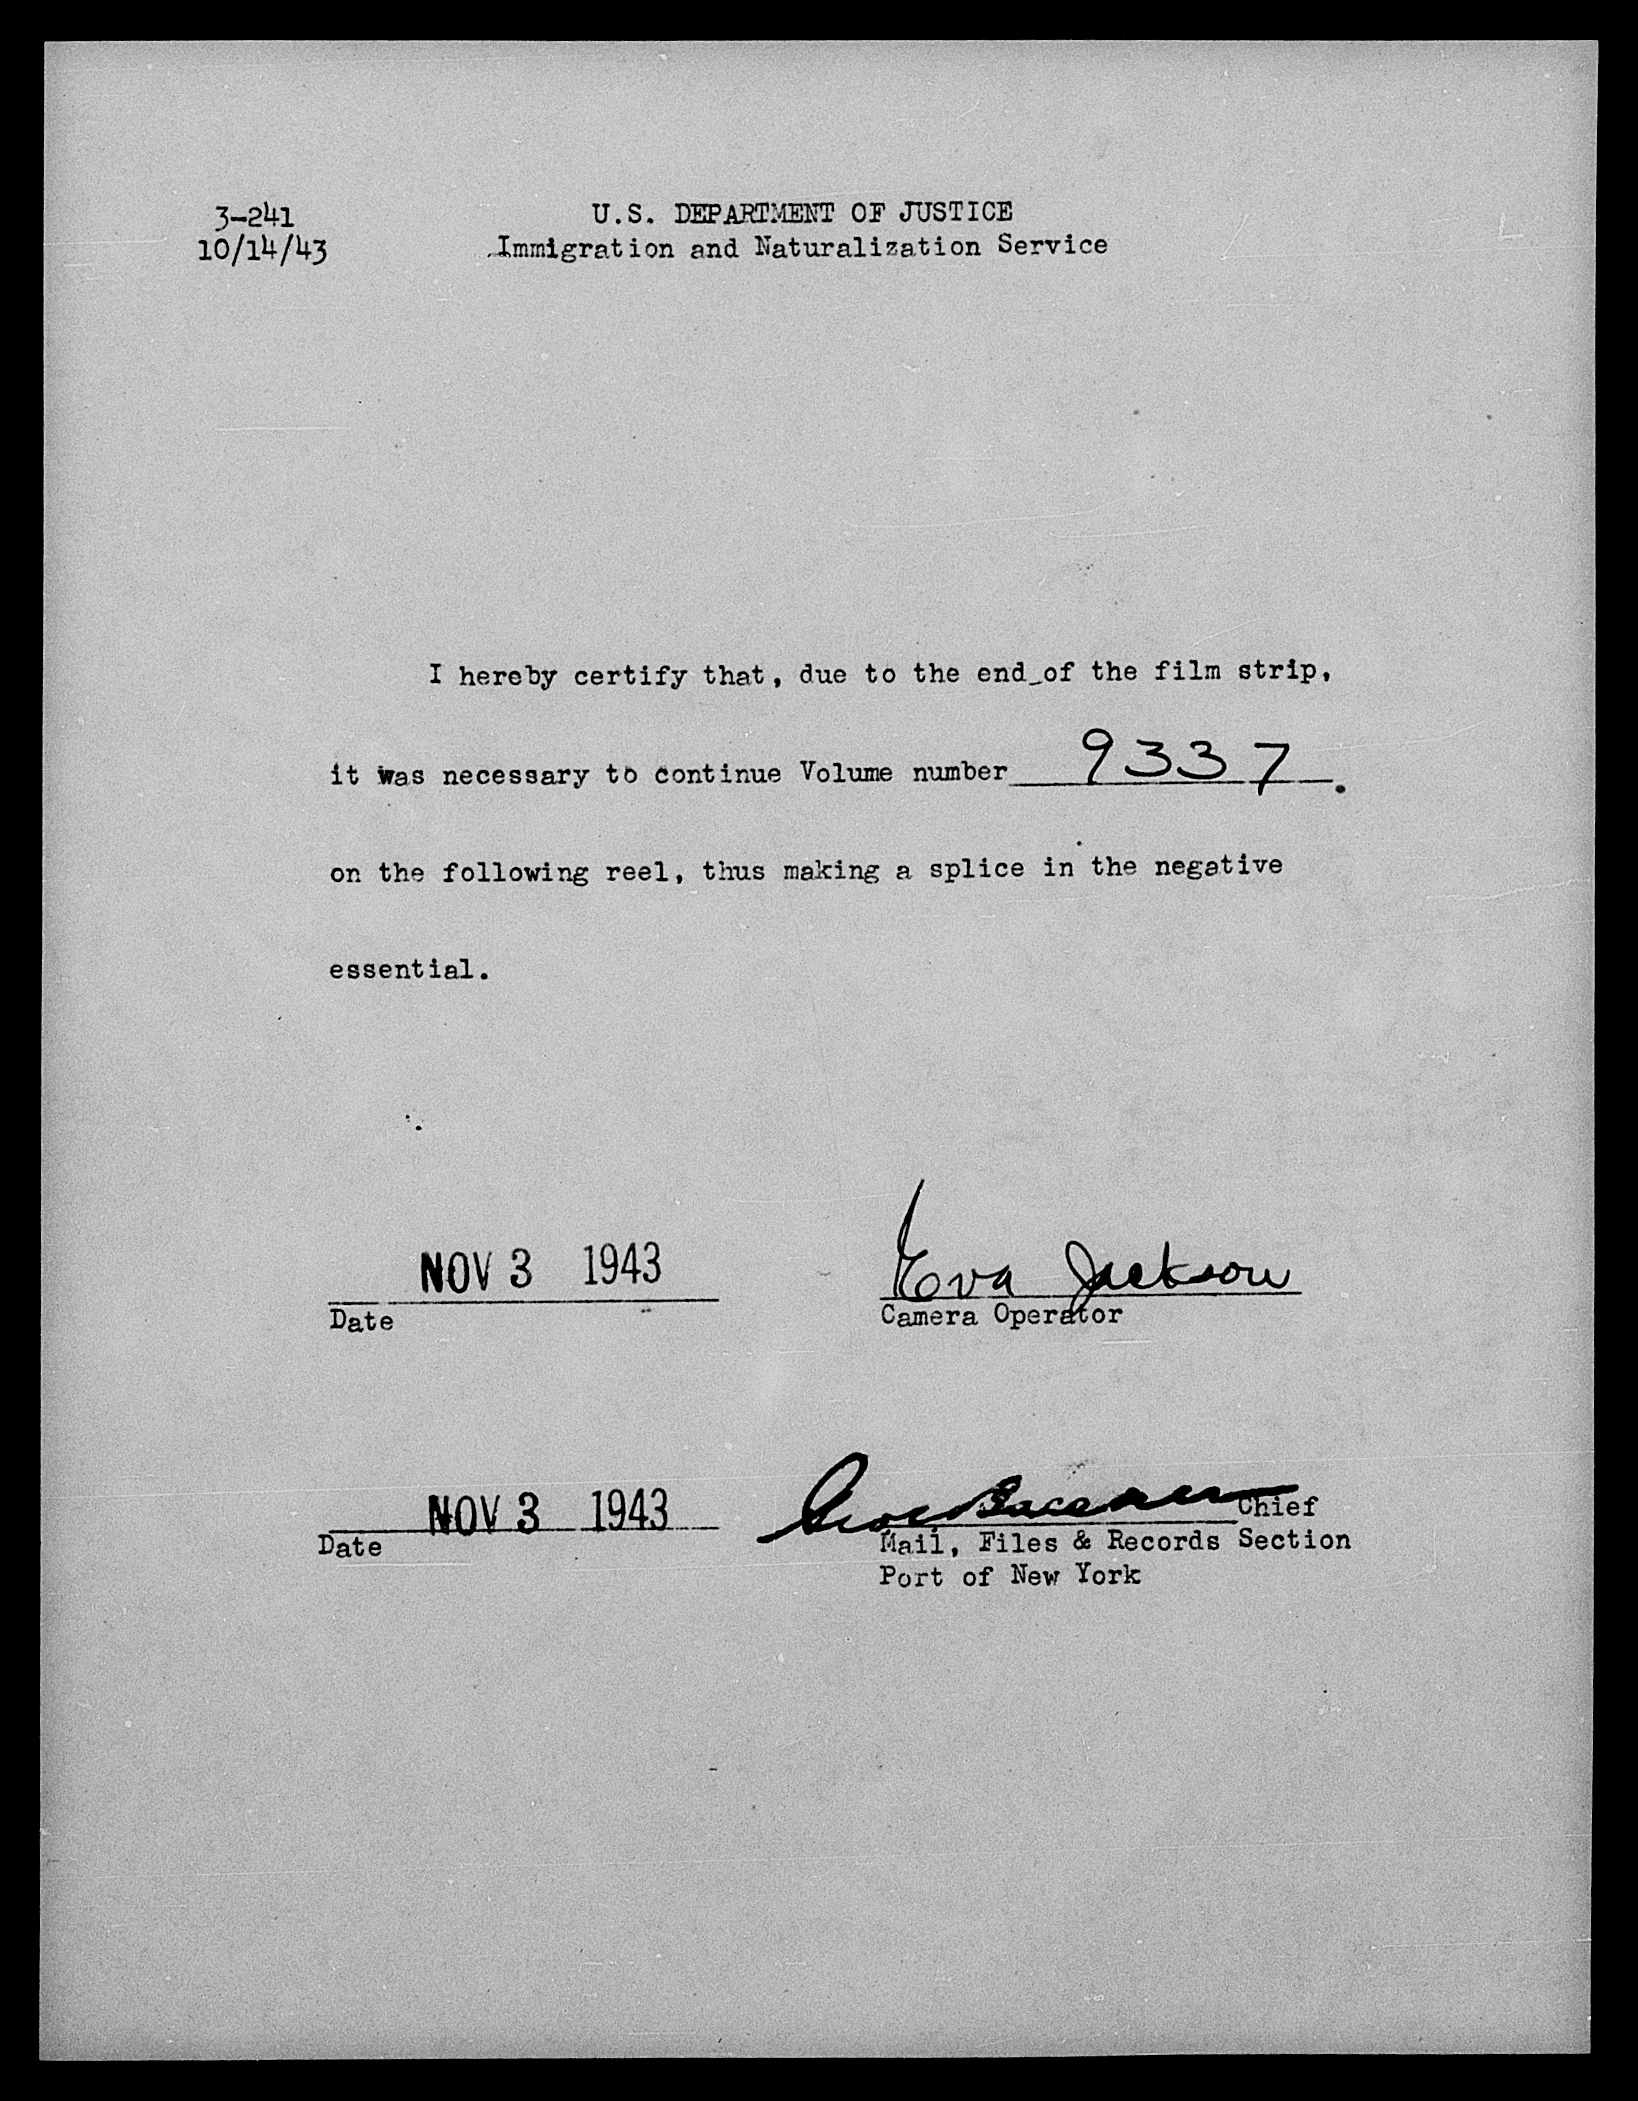 3-241
10/14/43
U.S. DEPARTMENT OF JUSTICE
Immigration and Naturalization Service
I hereby certify that, due to the end of the film strip,
it was necessary to continue Volume number 9337.
on the following reel, thus making a splice in the negative
essential.
NOV 3 1943
Date
Eva Jackson
Camera Operator
NOV 3 1943
Date
Chief
Mail, Files & Records Section
Port of New York